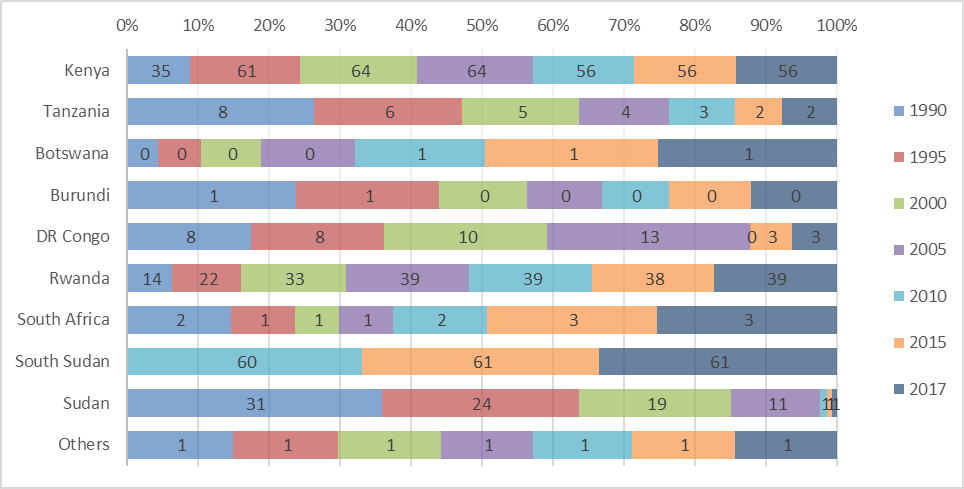 0% 10% 20% 30% 40% 50% 60% 70% 80% 90% 100%
Kenya 35 61 64 64 56 56 56
Tanzania 8 6 5 4 3 2 2
Botswana 0 0 0 0 1 1 1
Burundi 1 1 0 0 0 0 0
DR Congo 8 8 10 13 0 3 3
Rwanda 14 22 33 39 39 38 39
South Africa 2 1 1 1 2 3 3
South Sudan 60 61 61
Sudan 31 24 19 11 1 1 1
Others 1 1 1 1 1 1 1
1990
1995
2000
2005
2010
2015
2017